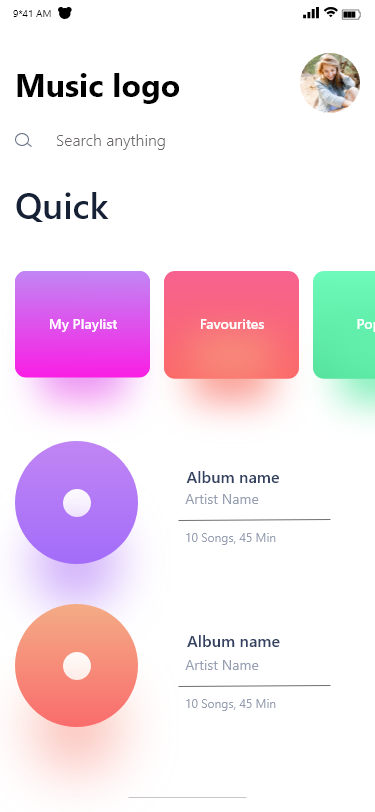 9*41 AM
Music logo
Search anything
Quick
My Playlist
Favourites
Pop
Album name
Artist Name
10 Songs, 45 Min
Album name
Artist Name
10 Songs, 45 Min